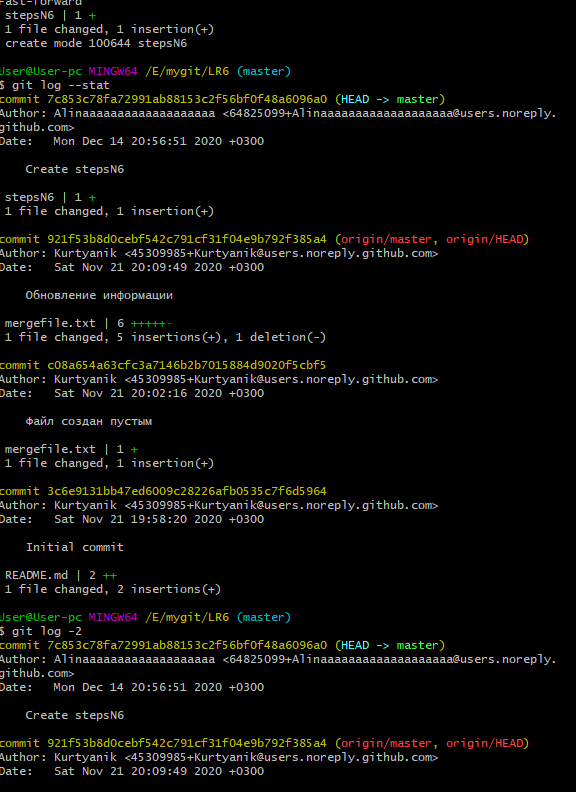 Fast-forward
stepsN6 | 1 +
1 file changed, 1 insertion(+)
create mode 100644 stepsN6
User@User-pc MINGW64 /E/mygit/LR6 (master)
$ git log --stat
commit 7c853c78fa72991ab88153c2f56bf0f48a6096a0 (HEAD -> master)
Author: Alinaaaaaaaaaaaaaaaaaaa <64825099+Alinaaaaaaaaaaaaaaaaaaa@users.noreply.
github.com>
Date:   Mon Dec 14 20:56:51 2020 +0300
Create stepsN6
stepsN6 | 1 +
1 file changed, 1 insertion(+)
commit 921f53b8d0cebf542c791cf31f04e9b792f385a4 (origin/master, origin/HEAD)
Author: Kurtyanik <45309985+Kurtyanik@users.noreply.github.com>
Date:   Sat Nov 21 20:09:49 2020 +0300
Обновление информации
mergefile.txt | 6 +++++-
1 file changed, 5 insertions(+), 1 deletion(-)
commit c08a654a63cfc3a7146b2b7015884d9020f5cbf5
Author: Kurtyanik <45309985+Kurtyanik@users.noreply.github.com>
Date:   Sat Nov 21 20:02:16 2020 +0300
Файл создан пустым
mergefile.txt | 1 +
1 file changed, 1 insertion(+)
commit 3c6e9131bb47ed6009c28226afb0535c7f6d5964
Author: Kurtyanik <45309985+Kurtyanik@users.noreply.github.com>
Date:   Sat Nov 21 19:58:20 2020 +0300
Initial commit
README.md | 2 ++
1 file changed, 2 insertions(+)
User@User-pc MINGW64 /E/mygit/LR6 (master)
$ git log -2
commit 7c853c78fa72991ab88153c2f56bf0f48a6096a0 (HEAD -> master)
Author: Alinaaaaaaaaaaaaaaaaaaa <64825099+Alinaaaaaaaaaaaaaaaaaaa@users.noreply.
github.com>
Date:   Mon Dec 14 20:56:51 2020 +0300
Create stepsN6
commit 921f53b8d0cebf542c791cf31f04e9b792f385a4 (origin/master, origin/HEAD)
Author: Kurtyanik <45309985+Kurtyanik@users.noreply.github.com>
Date:   Sat Nov 21 20:09:49 2020 +0300